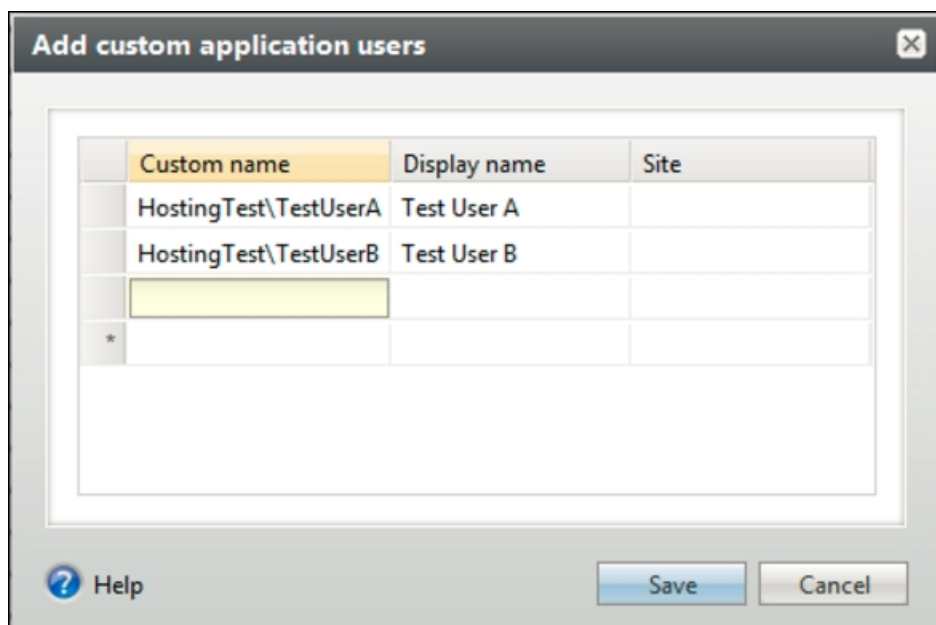 Add custom application users
Custom name Display name Site
HostingTest\TestUserA Test User A
HostingTest\TestUserB Test User B
*
? Help Save Cancel